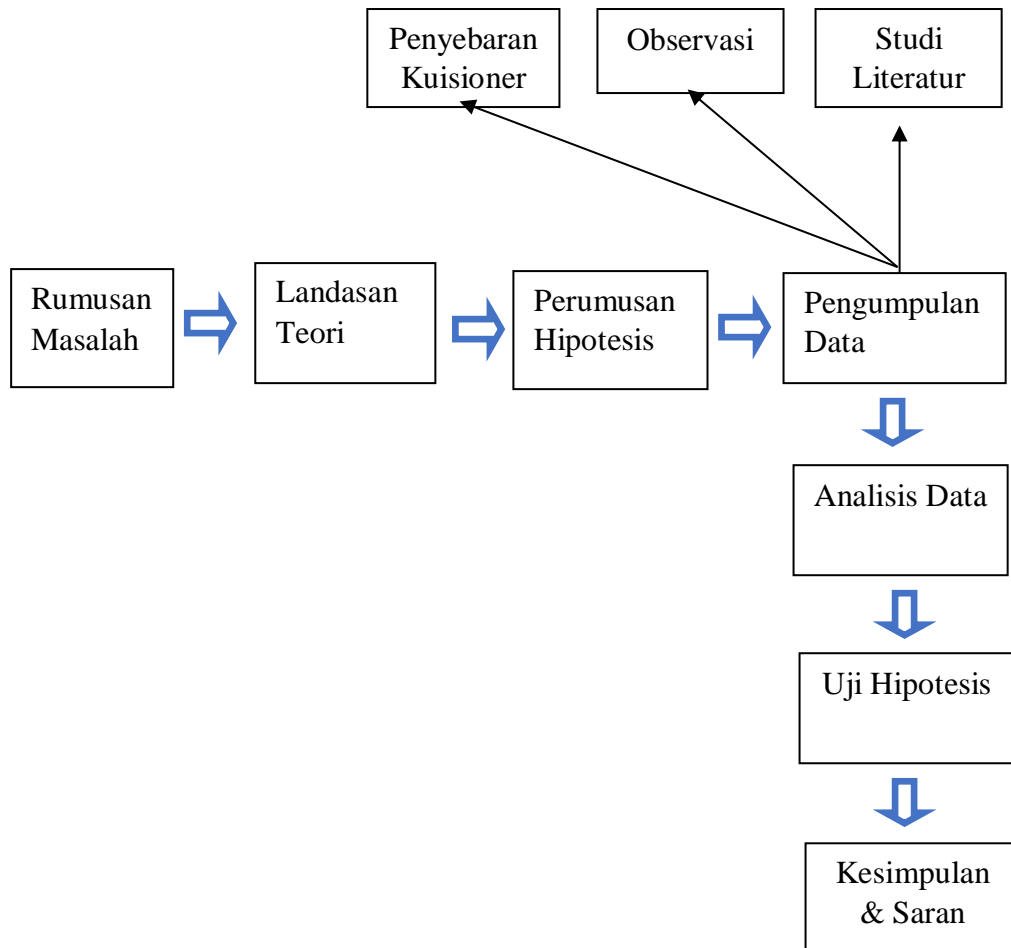 Penyebaran
Kuisioner
Observasi
Studi
Literatur
Rumusan
Masalah
Landasan
Teori
Perumusan
Hipotesis
Pengumpulan
Data
Analisis Data
Uji Hipotesis
Kesimpulan
& Saran